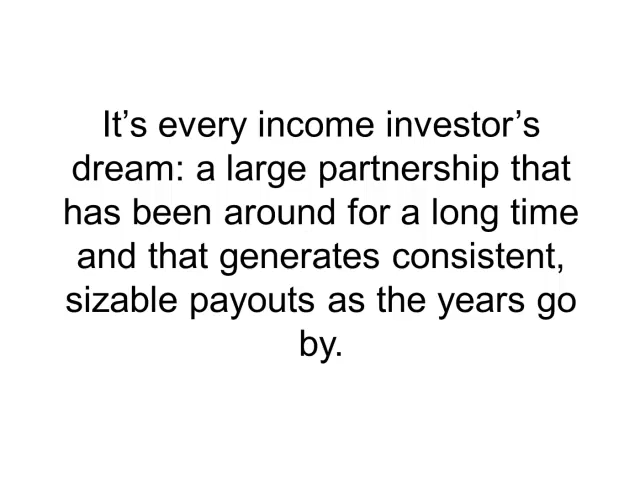 It’s every income investor’s
dream: a large partnership that
has been around for a long time
and that generates consistent,
sizable payouts as the years go
by.